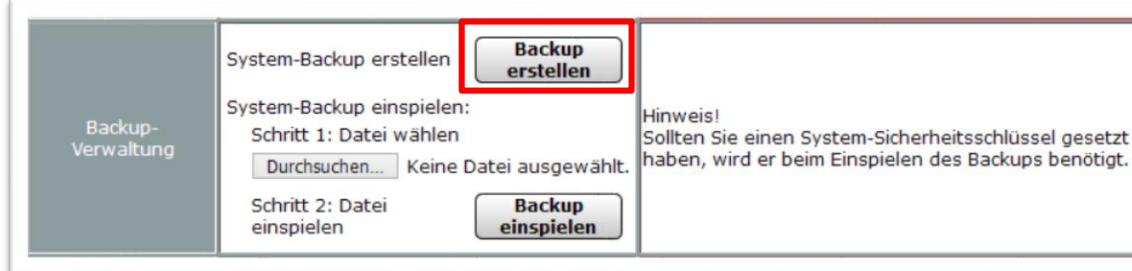 Backup-
Verwaltung
System-Backup erstellen
Backup
erstellen
System-Backup einspielen:
Schritt 1: Datei wählen
Durchsuchen... Keine Datei ausgewählt.
Schritt 2: Datei
einspielen
Backup
einspielen
Hinweis!
Sollten Sie einen System-Sicherheitsschlüssel gesetzt
haben, wird er beim Einspielen des Backups benötigt.